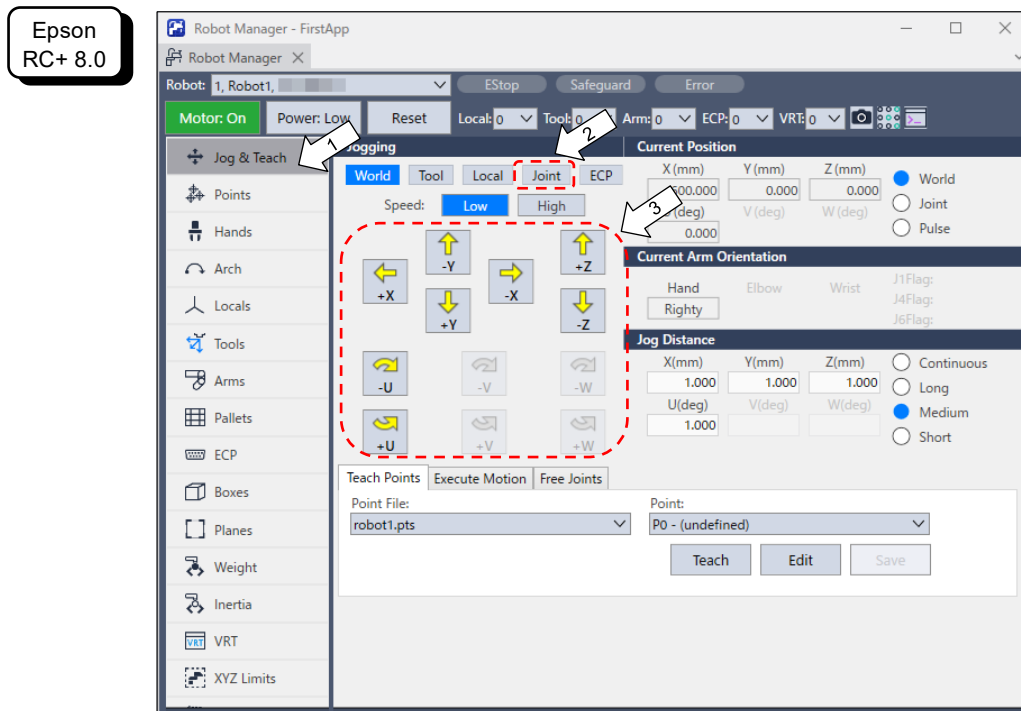 Epson
RC+ 8.0
Robot Manager - FirstApp
Robot Manager
Robot: 1, Robot1,
EStop Safeguard Error
Motor: On Power: Low Reset Local: 0 Tool: 0 Arm: 0 ECP: 0 VRT: 0
Jog & Teach
Points
Hands
Arch
Locals
Tools
Arms
Pallets
ECP
Boxes
Planes
Weight
Inertia
VRT
XYZ Limits
1
2
3
Jogging
World Tool Local Joint ECP
Speed: Low High
-Y +Z
+X -X
+Y -Z
-U -V -W
+U +V +W
Current Position
X (mm) Y (mm) Z (mm)
0.000 0.000
(deg) V (deg) W (deg)
0.000
World
Joint
Pulse
Current Arm Orientation
Hand Elbow Wrist
Righty
J1Flag:
J4Flag:
J6Flag:
Jog Distance
X(mm) Y(mm) Z(mm)
1.000 1.000 1.000
U(deg) V(deg) W(deg)
1.000
Continuous
Long
Medium
Short
Teach Points Execute Motion Free Joints
Point File: Point:
robot1.pts P0 - (undefined)
Teach Edit Save